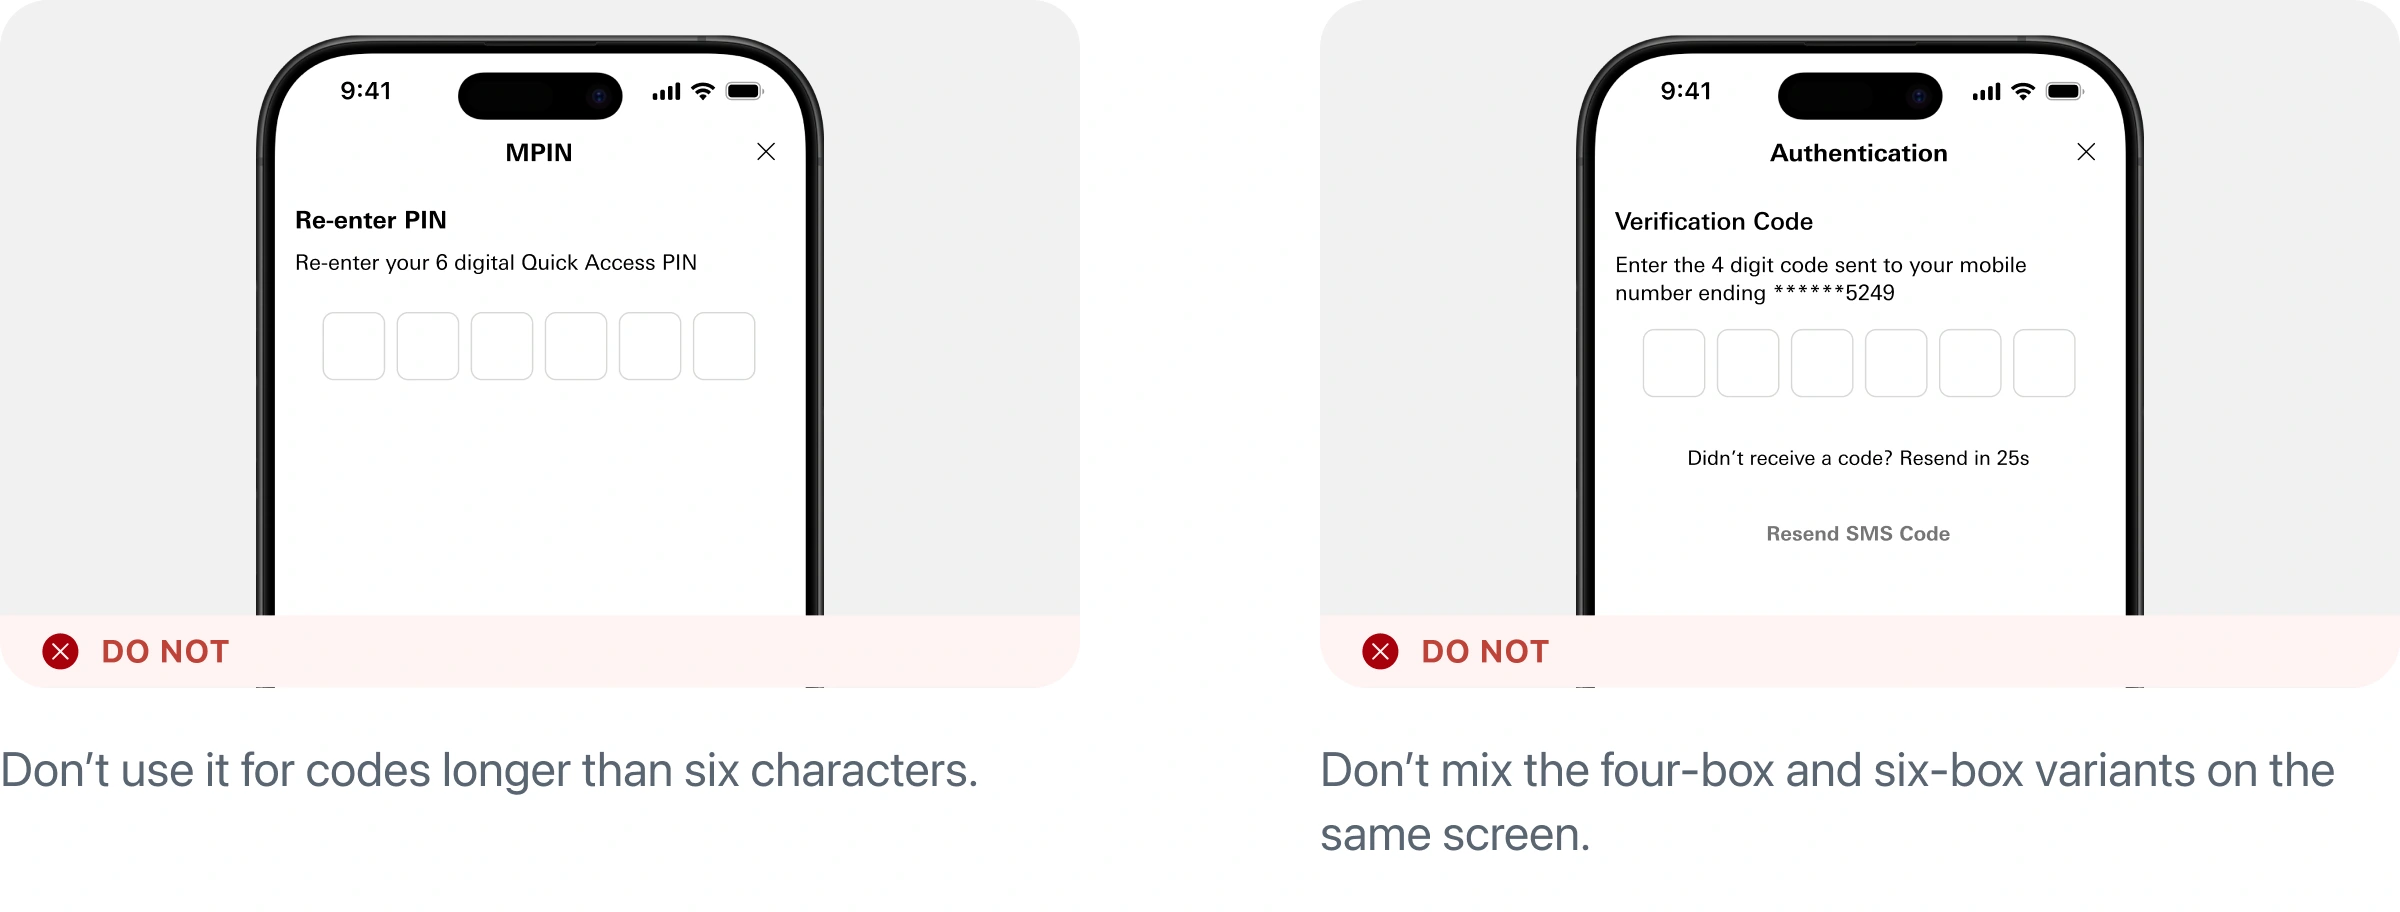 9:41
MPIN
Re-enter PIN
Re-enter your 6 digital Quick Access PIN
DO NOT
Don’t use it for codes longer than six characters.
9:41
Authentication
Verification Code
Enter the 4 digit code sent to your mobile
number ending ******5249
Didn’t receive a code? Resend in 25s
Resend SMS Code
DO NOT
Don’t mix the four-box and six-box variants on the
same screen.